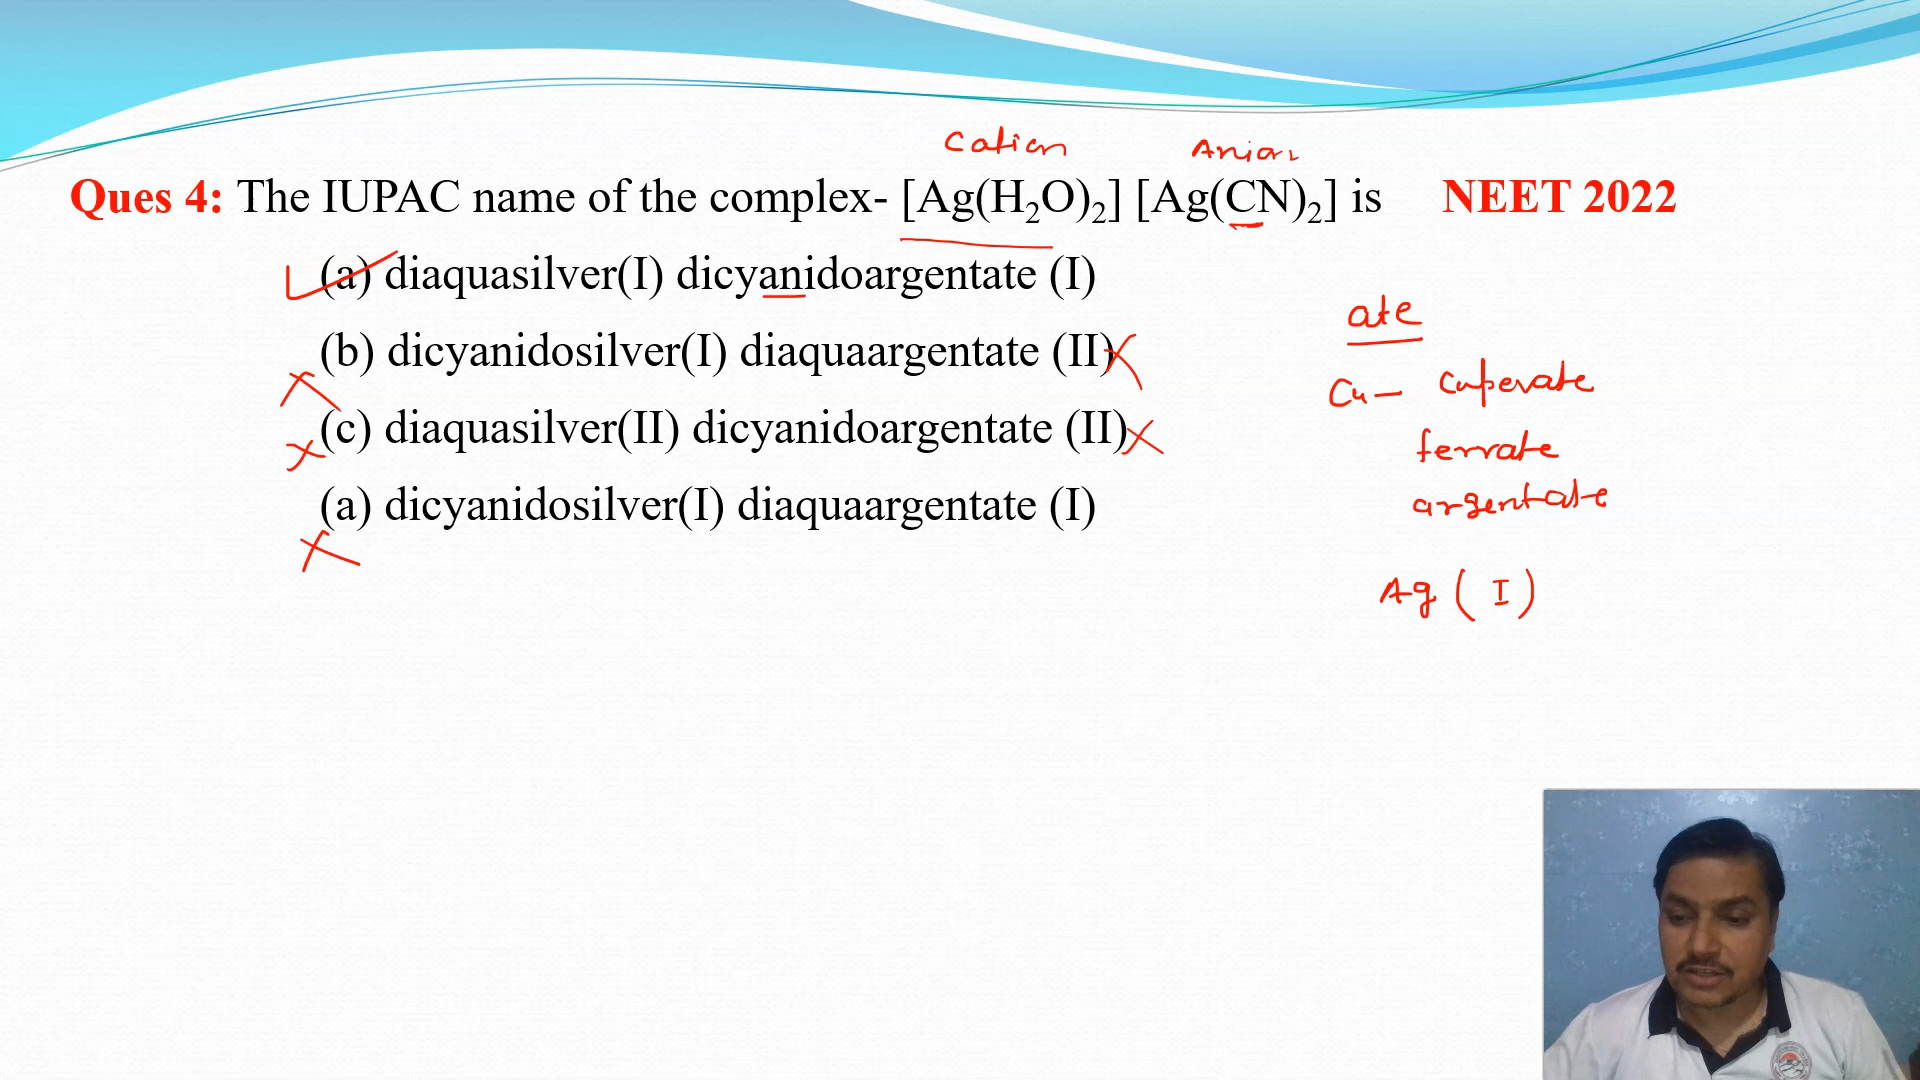 Cation Anion
Ques 4: The IUPAC name of the complex- [Ag(H₂O)₂] [Ag(CN)₂] is NEET 2022
(a) diaquasilver(I) dicyanidoargentate (I)
ate
(b) dicyanidosilver(I) diaquaargentate (II)
Cu – cuperate
(c) diaquasilver(II) dicyanidoargentate (II)
ferrate
(a) dicyanidosilver(I) diaquaargentate (I)
argentate
Ag ( I )